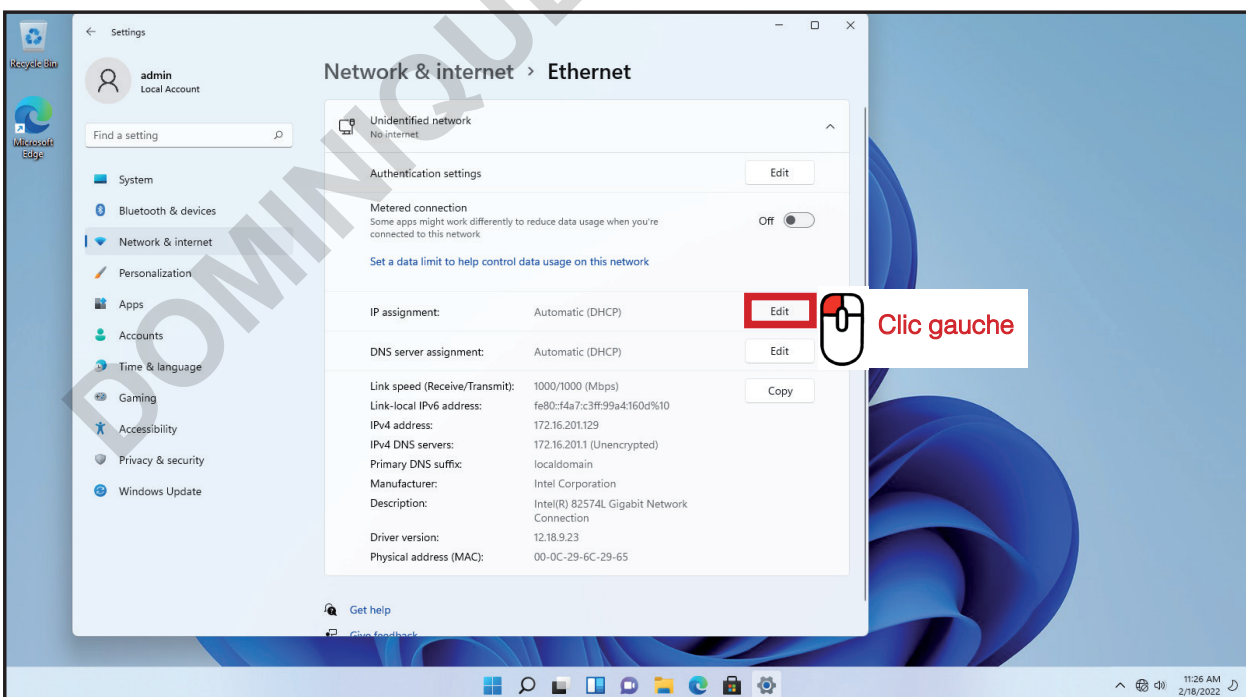 Recycle Bin
Microsoft
Edge
Settings
admin
Local Account
Find a setting
System
Bluetooth & devices
Network & internet
Personalization
Apps
Accounts
Time & language
Gaming
Accessibility
Privacy & security
Windows Update
Network & internet > Ethernet
Unidentified network
No internet
Authentication settings Edit
Metered connection
Some apps might work differently to reduce data usage when you're
connected to this network
Off
Set a data limit to help control data usage on this network
IP assignment: Automatic (DHCP) Edit
Clic gauche
DNS server assignment: Automatic (DHCP) Edit
Link speed (Receive/Transmit): 1000/1000 (Mbps) Copy
Link-local IPv6 address: fe80::f4a7:c3ff:99a4:160d%10
IPv4 address: 172.16.201.129
IPv4 DNS servers: 172.16.201.1 (Unencrypted)
Primary DNS suffix: localdomain
Manufacturer: Intel Corporation
Description: Intel(R) 82574L Gigabit Network
Connection
Driver version: 12.18.9.23
Physical address (MAC): 00-0C-29-6C-29-65
Get help
Give feedback
11:26 AM
2/18/2022
DOMINIQUE